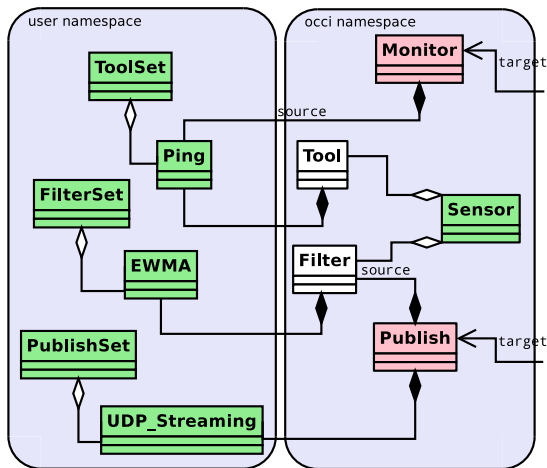 user namespace
occi namespace
Monitor
target
ToolSet
source
Ping
Tool
FilterSet
Sensor
EWMA
Filter
source
PublishSet
Publish
target
UDP_Streaming